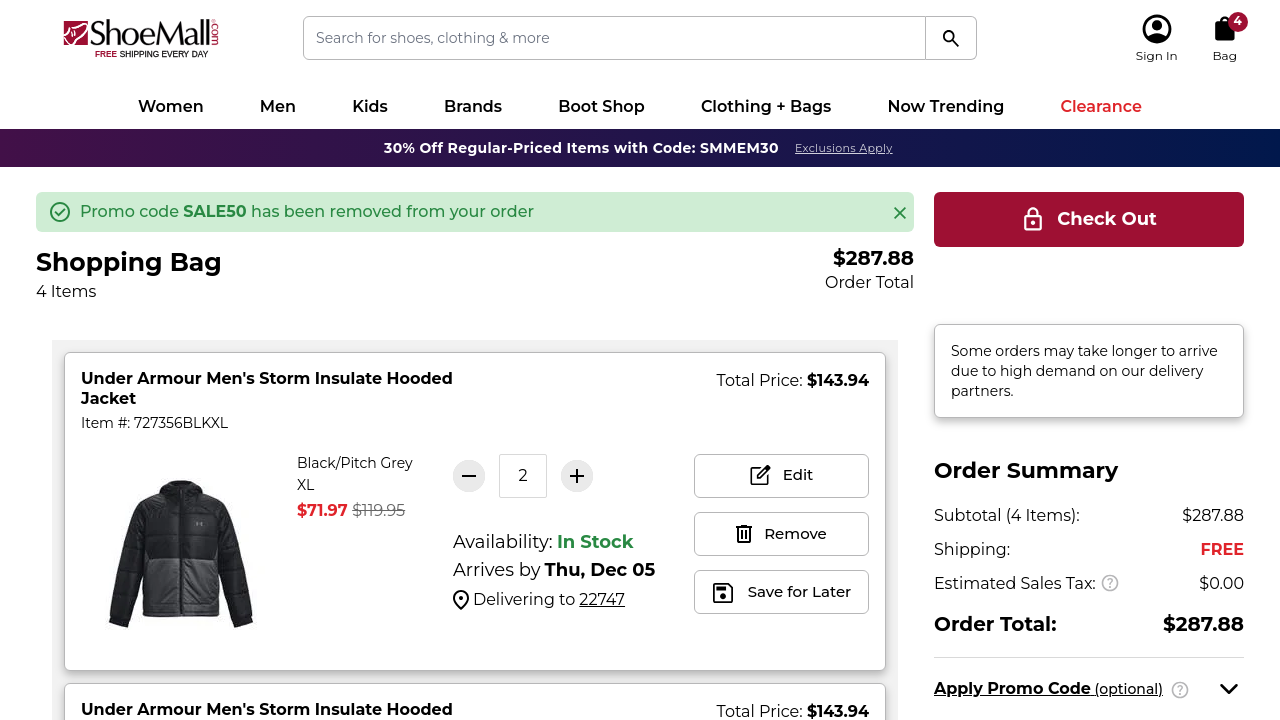 ShoeMall.com
FREE SHIPPING EVERY DAY
Search for shoes, clothing & more
Sign In
4
Bag
Women Men Kids Brands Boot Shop Clothing + Bags Now Trending Clearance
30% Off Regular-Priced Items with Code: SMMEM30 Exclusions Apply
Promo code SALE50 has been removed from your order
Check Out
Shopping Bag
4 Items
$287.88
Order Total
Some orders may take longer to arrive
due to high demand on our delivery
partners.
Under Armour Men's Storm Insulate Hooded
Jacket
Item #: 727356BLKXL
Total Price: $143.94
Black/Pitch Grey
XL
$71.97 $119.95
2
Availability: In Stock
Arrives by Thu, Dec 05
Delivering to 22747
Edit
Remove
Save for Later
Order Summary
Subtotal (4 Items): $287.88
Shipping: FREE
Estimated Sales Tax: ? $0.00
Order Total: $287.88
Apply Promo Code (optional) ?
Under Armour Men's Storm Insulate Hooded
Total Price: $143.94